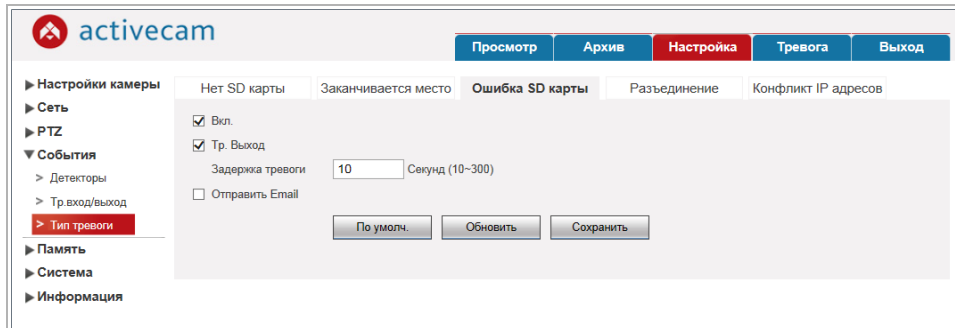 activecam
Просмотр Архив Настройка Тревога Выход
Настройки камеры
Сеть
PTZ
События
> Детекторы
> Тр.вход/выход
> Тип тревоги
Память
Система
Информация
Нет SD карты Заканчивается место Ошибка SD карты Разъединение Конфликт IP адресов
Вкл.
Тр. Выход
Задержка тревоги 10 Секунд (10~300)
Отправить Email
По умолч. Обновить Сохранить